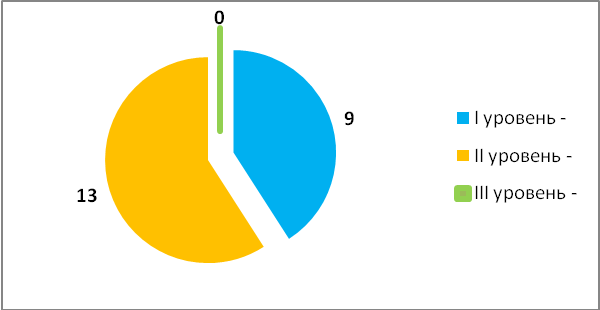 0
9
13
I уровень -
II уровень -
III уровень -